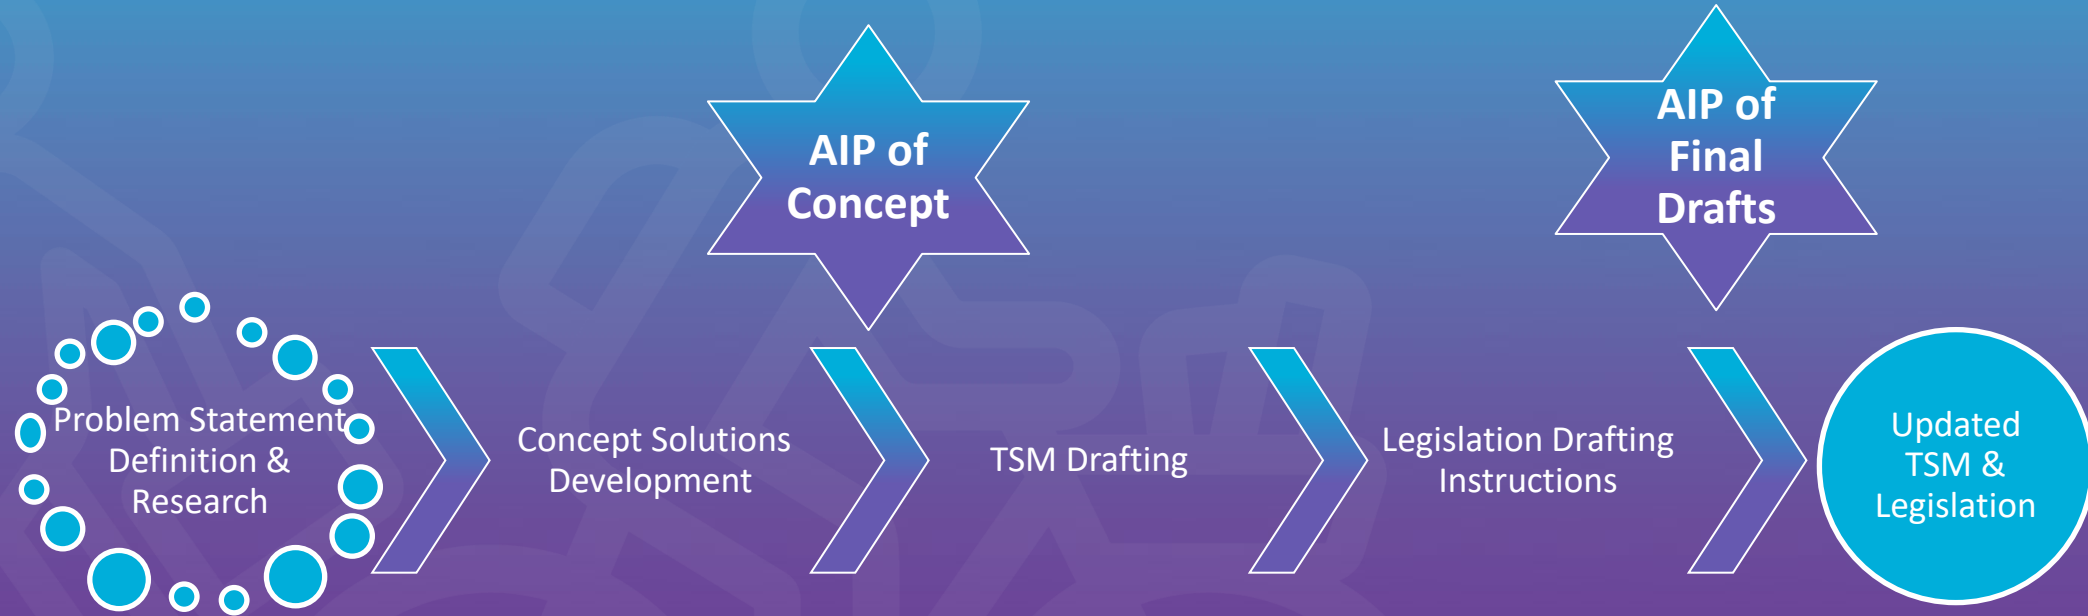 AIP of
Concept
AIP of
Final
Drafts
Problem Statement
Definition &
Research
Concept Solutions
Development
TSM Drafting
Legislation Drafting
Instructions
Updated
TSM &
Legislation